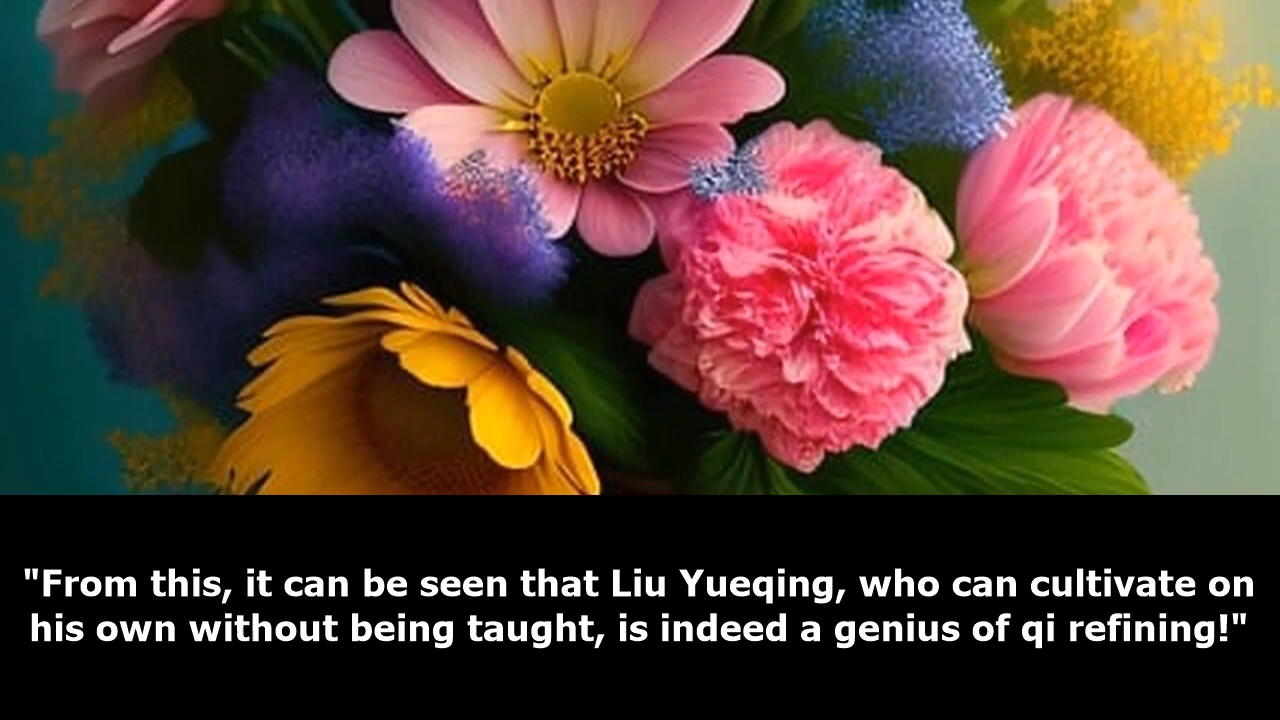 "From this, it can be seen that Liu Yueqing, who can cultivate on
his own without being taught, is indeed a genius of qi refining!"